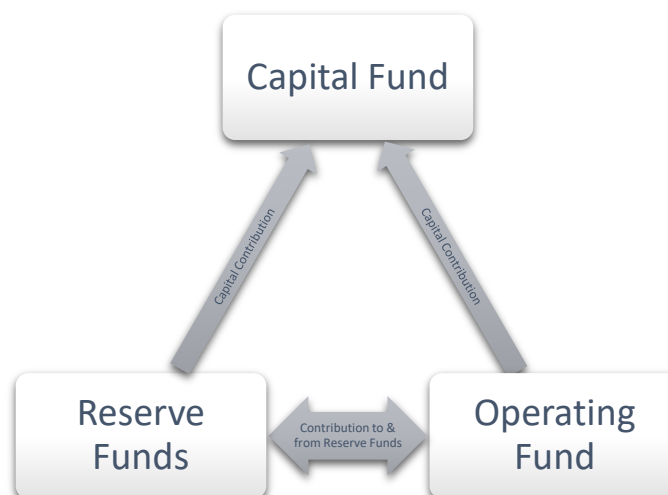 Capital Fund
Capital Contribution
Capital Contribution
Reserve
Funds
Contribution to &
from Reserve Funds
Operating
Fund